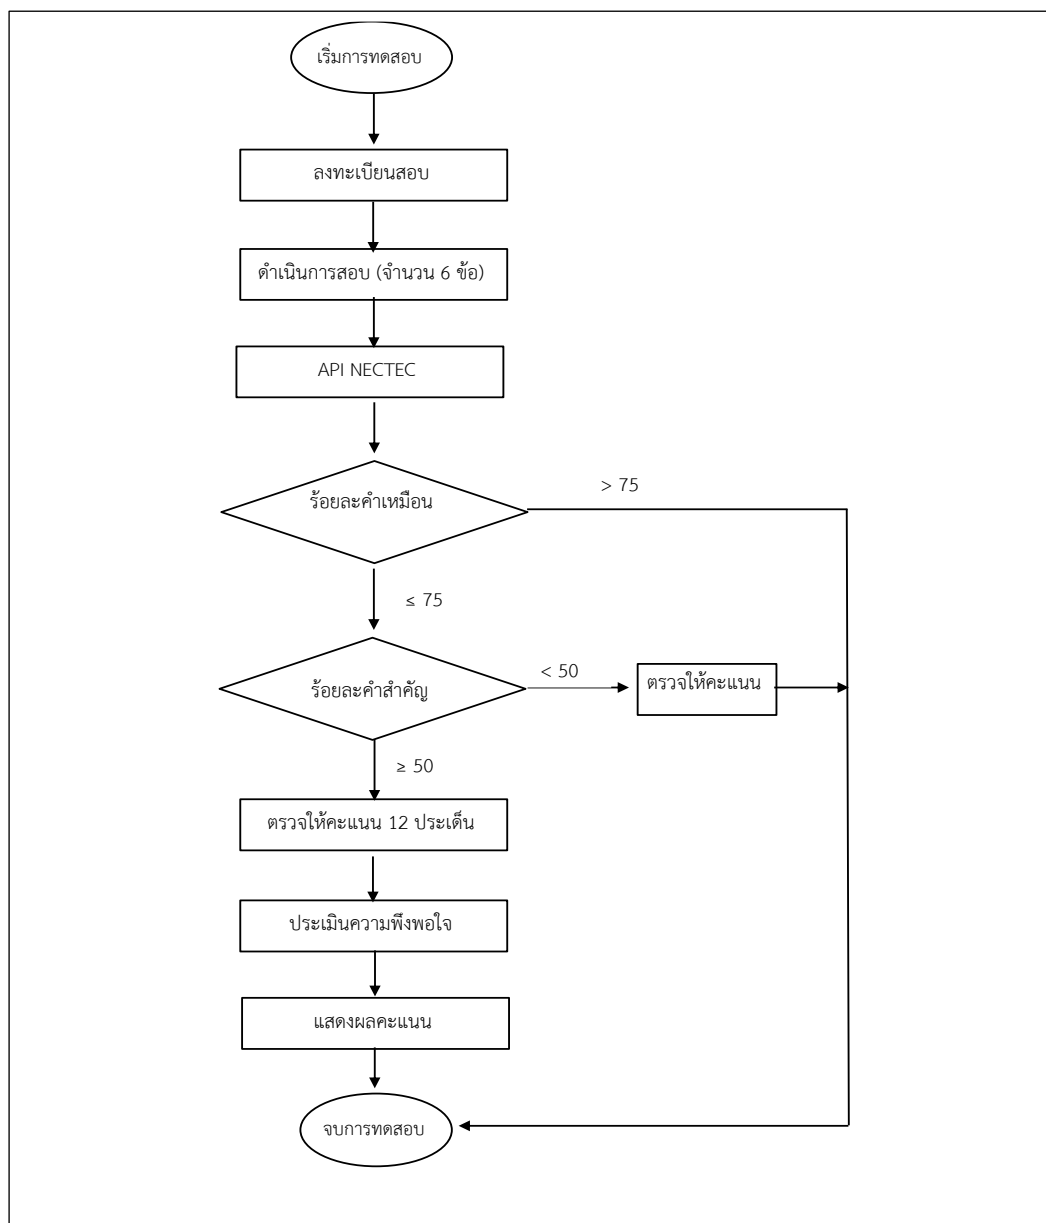 เริ่มการทดสอบ
ลงทะเบียนสอบ
ดำเนินการสอบ (จำนวน 6 ข้อ)
API NECTEC
ร้อยละคำเหมือน
> 75
≤ 75
ร้อยละคำสำคัญ
< 50
ตรวจให้คะแนน
≥ 50
ตรวจให้คะแนน 12 ประเด็น
ประเมินความพึงพอใจ
แสดงผลคะแนน
จบการทดสอบ